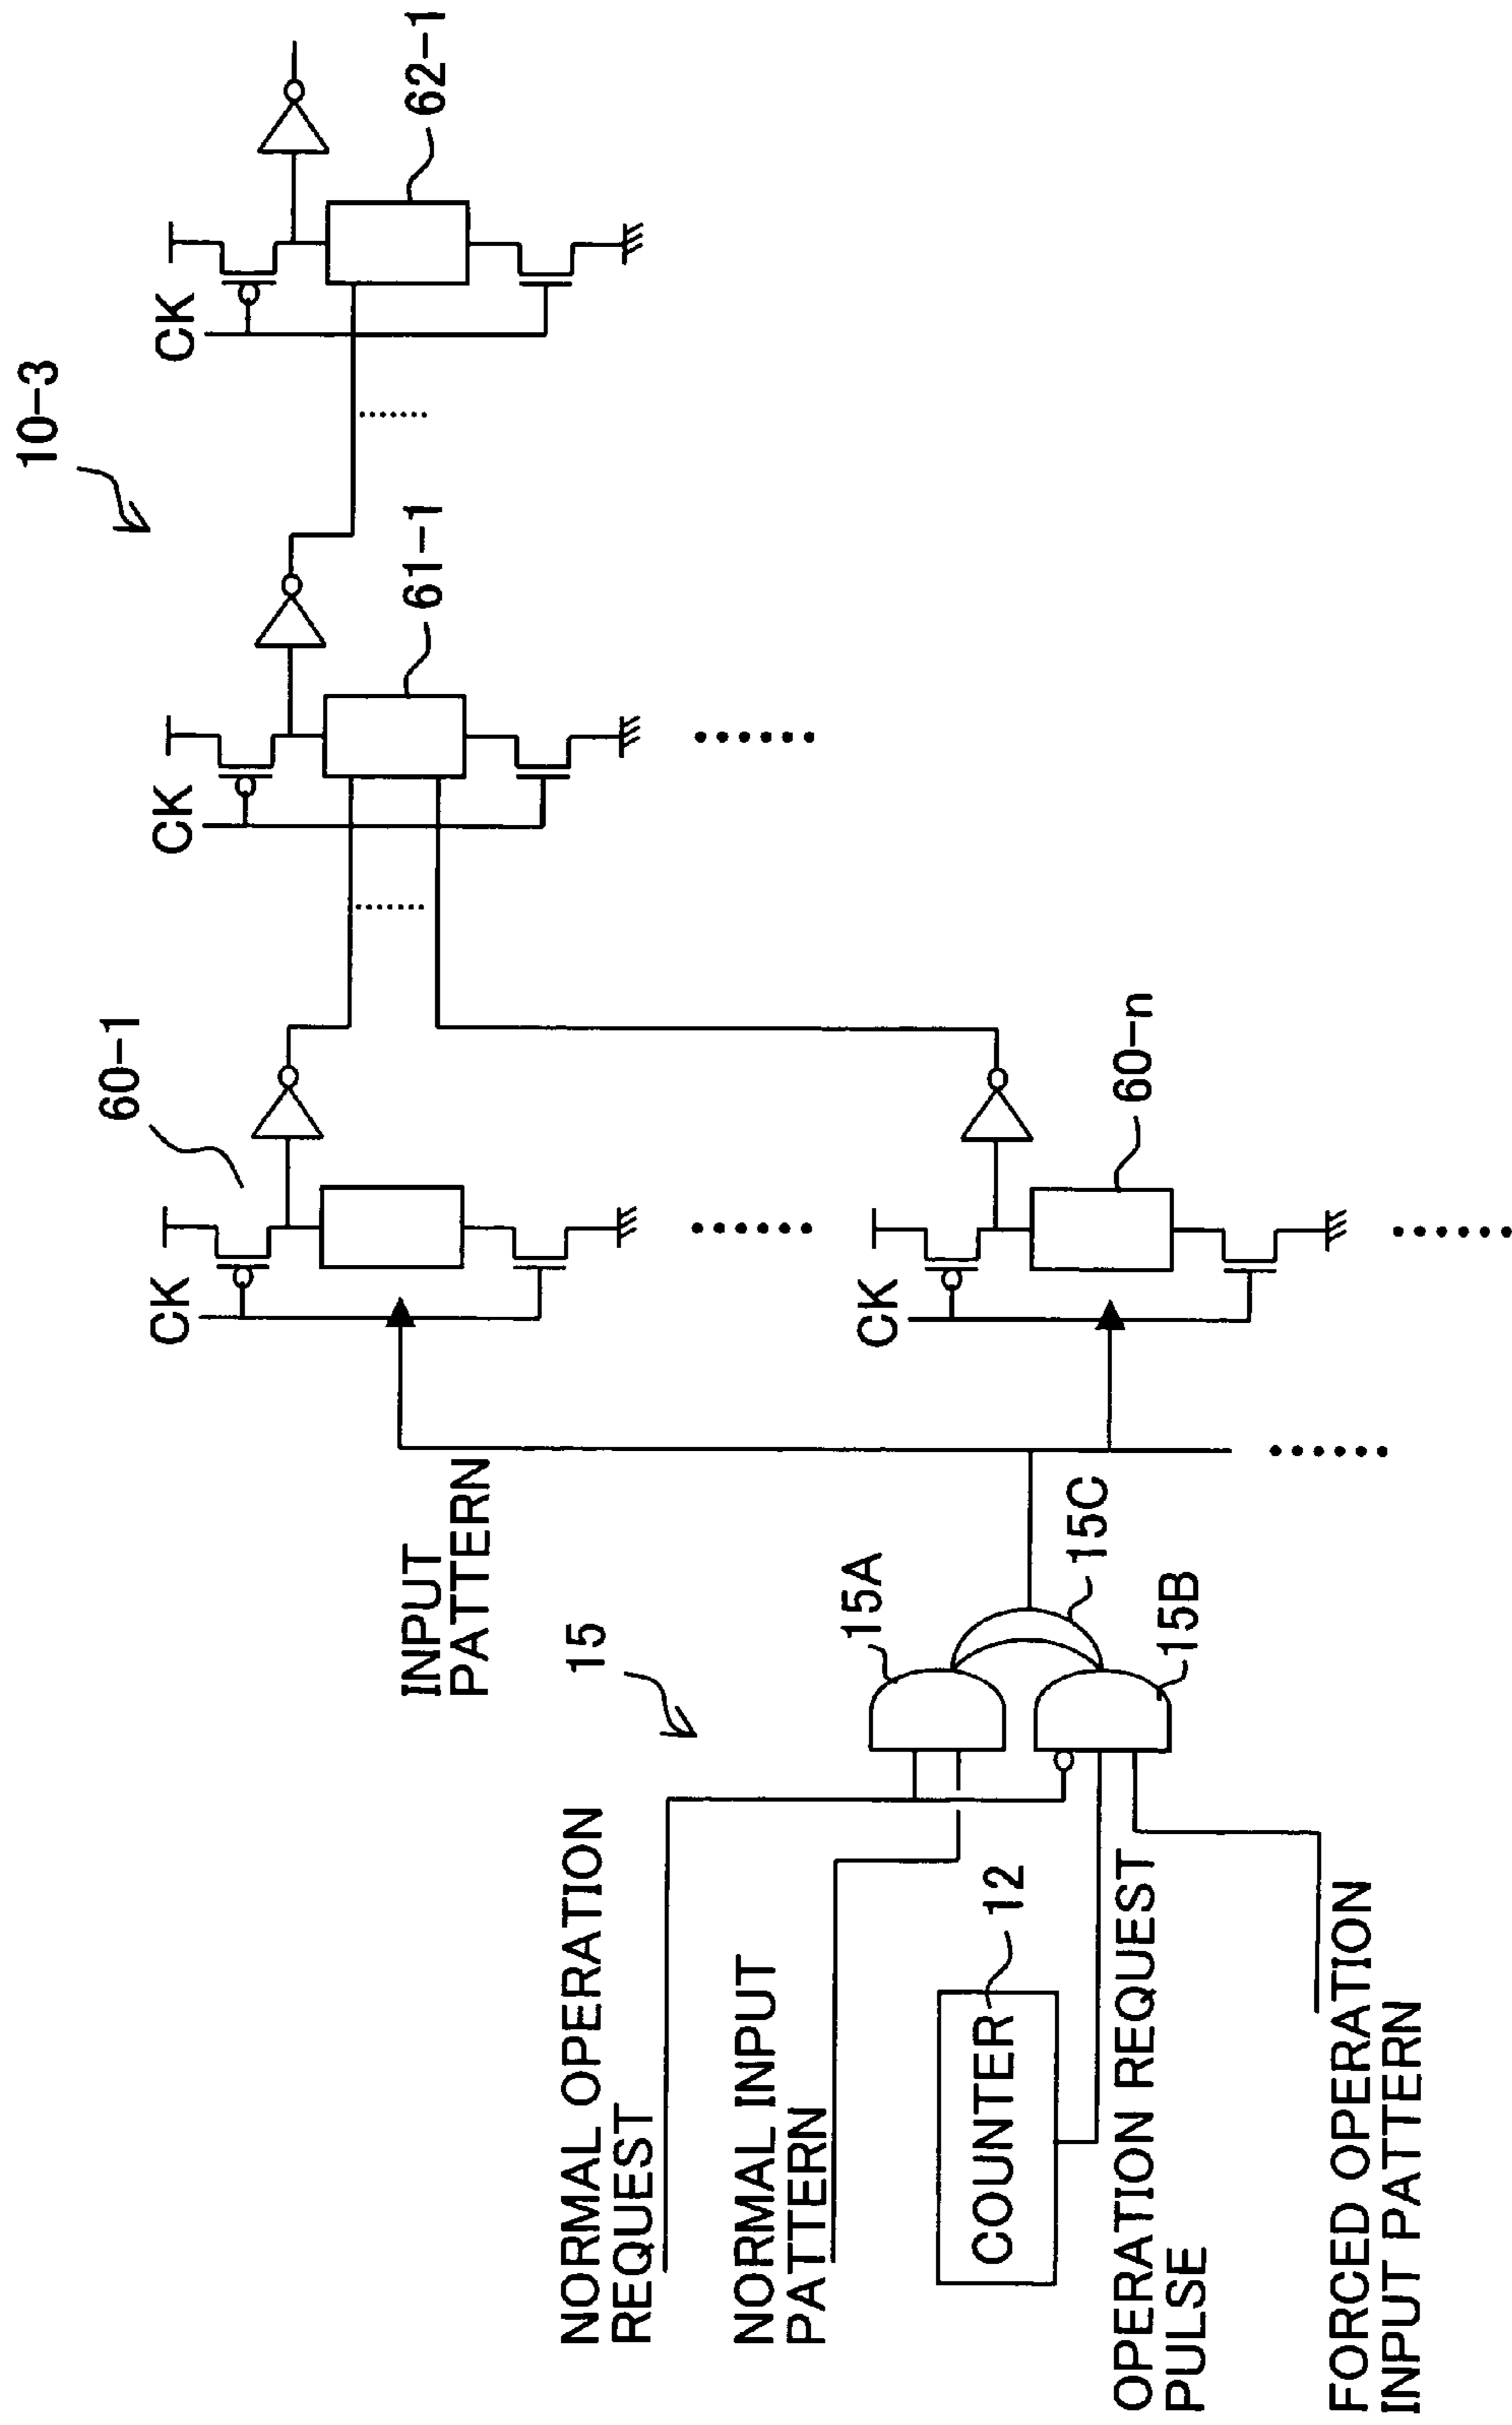 10-3
CK
62-1
CK
61-1
60-1
CK
60-n
CK
INPUT
PATTERN
15
15A
15C
15B
NORMAL OPERATION
REQUEST
NORMAL INPUT
PATTERN
COUNTER
12
OPERATION REQUEST
PULSE
FORCED OPERATION
INPUT PATTERN